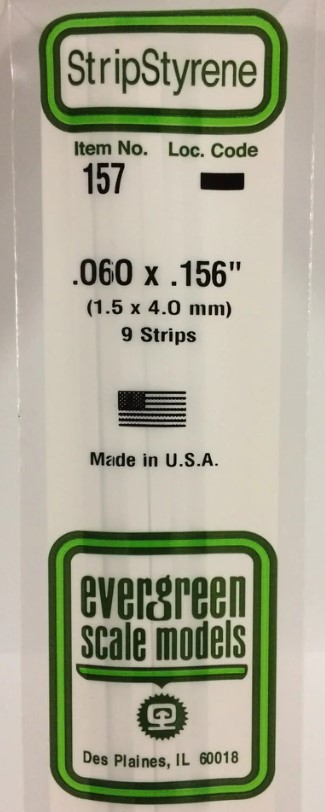 StripStyrene
Item No. Loc. Code
157
.060 x .156"
(1.5 x 4.0 mm)
9 Strips
Made in U.S.A.
evergreen
scale models
Des Plaines, IL 60018